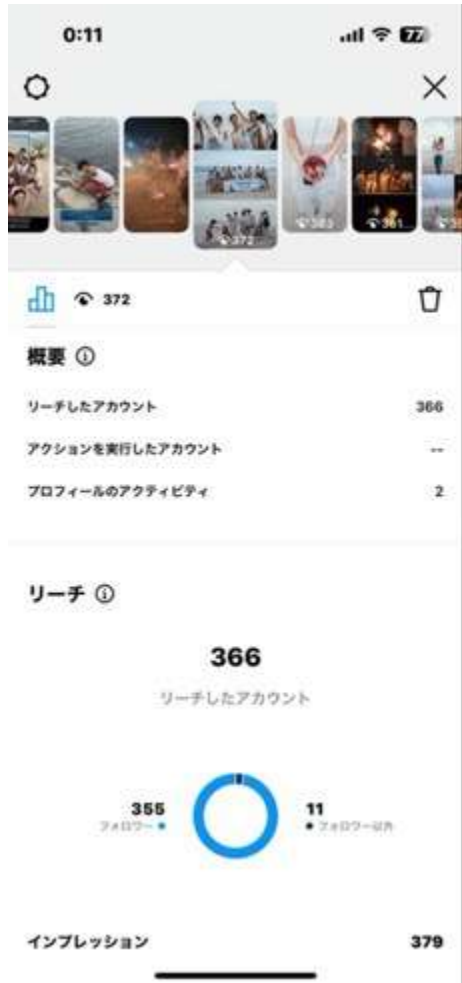 0:11
77
372
383
361
372
概要
リーチしたアカウント 366
アクションを実行したアカウント --
プロフィールのアクティビティ 2
リーチ
366
リーチしたアカウント
355
フォロワー
11
フォロワー以外
インプレッション 379